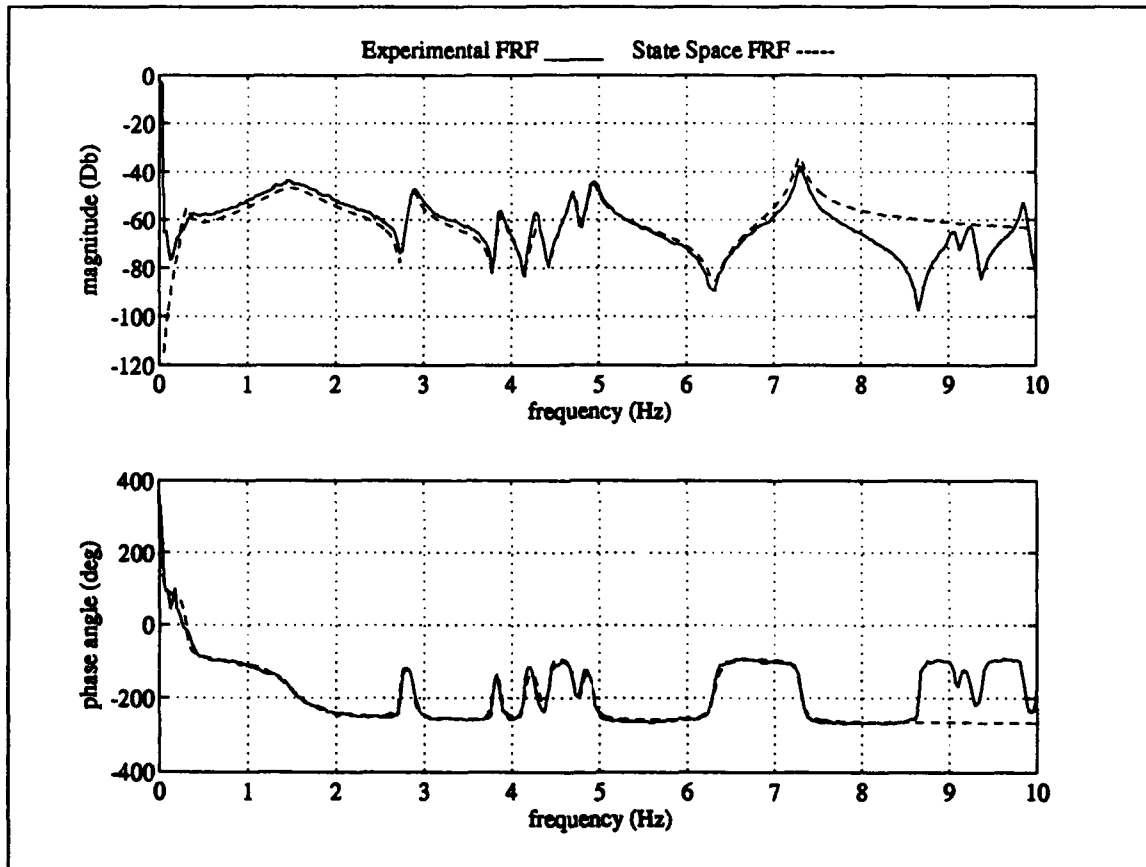 Experimental FRF _____ State Space FRF -----
0
-20
-40
-60
-80
-100
-120
magnitude (Db)
0 1 2 3 4 5 6 7 8 9 10
frequency (Hz)
400
200
0
-200
-400
phase angle (deg)
0 1 2 3 4 5 6 7 8 9 10
frequency (Hz)